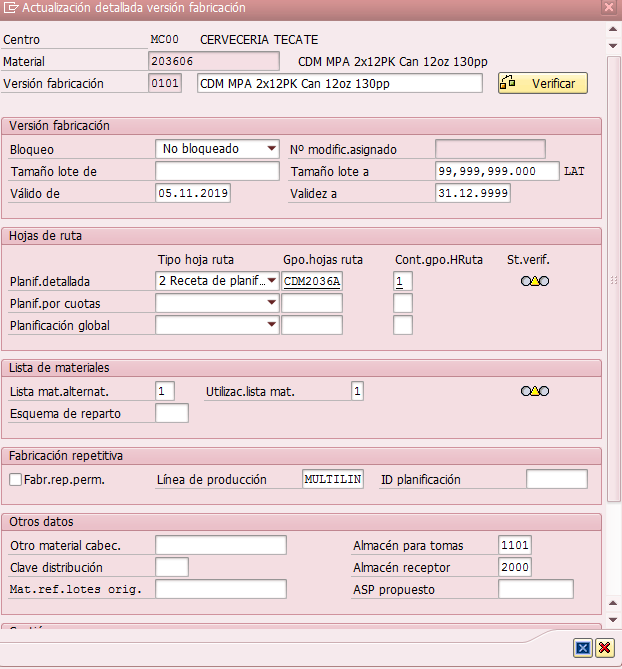 Actualización detallada versión fabricación
Centro MC00 CERVECERIA TECATE
Material 203606 CDM MPA 2x12PK Can 12oz 130pp
Versión fabricación 0101 CDM MPA 2x12PK Can 12oz 130pp Verificar
Versión fabricación
Bloqueo No bloqueado Nº modific.asignado
Tamaño lote de Tamaño lote a 99,999,999.000 LAT
Válido de 05.11.2019 Validez a 31.12.9999
Hojas de ruta
Tipo hoja ruta Gpo.hojas ruta Cont.gpo.HRuta St.verif.
Planif.detallada 2 Receta de planif... CDM2036A 1
Planif.por cuotas
Planificación global
Lista de materiales
Lista mat.alternat. 1 Utilizac.lista mat. 1
Esquema de reparto
Fabricación repetitiva
Fabr.rep.perm. Línea de producción MULTILIN ID planificación
Otros datos
Otro material cabec. Almacén para tomas 1101
Clave distribución Almacén receptor 2000
Mat.ref.lotes orig. ASP propuesto